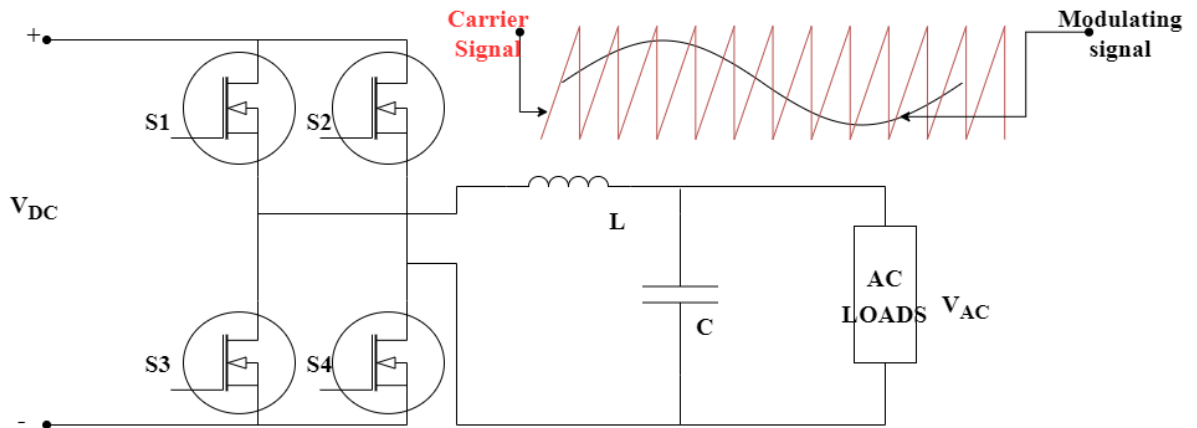 Carrier
Signal
Modulating
signal
+
S1
S2
VDC
L
AC
LOADS
VAC
C
S3
S4
-